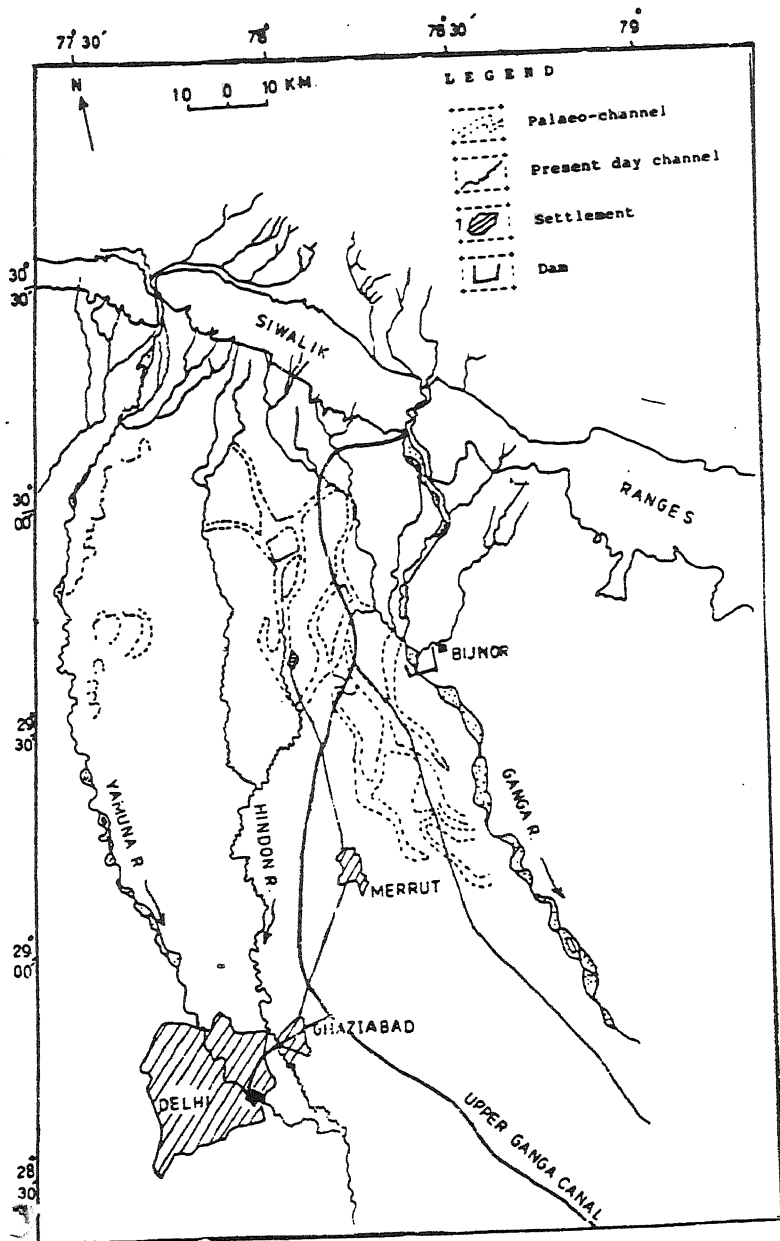 77° 30'
78°
78° 30'
79°
N
10 0 10 KM.
LEGEND
Palaeo-channel
Present day channel
1
Settlement
Dam
30° 30'
SIWALIK
RANGES
30° 00'
BIJNOR
29° 30'
YAMUNA R.
HINDON R.
GANGA R.
MERRUT
29° 00'
GHAZIABAD
DELHI
UPPER GANGA CANAL
28° 30'